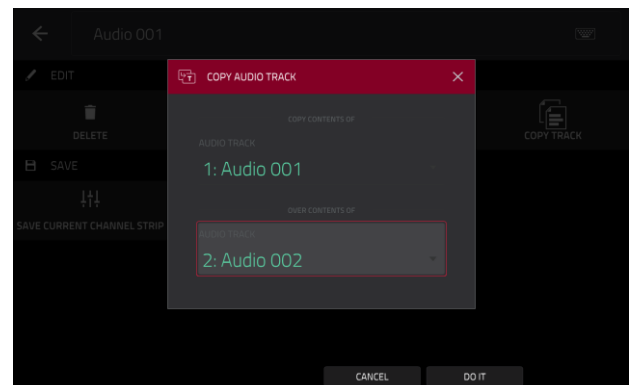 Audio 001
EDIT
COPY AUDIO TRACK
COPY CONTENTS OF
DELETE
COPY TRACK
AUDIO TRACK
1: Audio 001
SAVE
OVER CONTENTS OF
SAVE CURRENT CHANNEL STRIP
AUDIO TRACK
2: Audio 002
CANCEL
DO IT